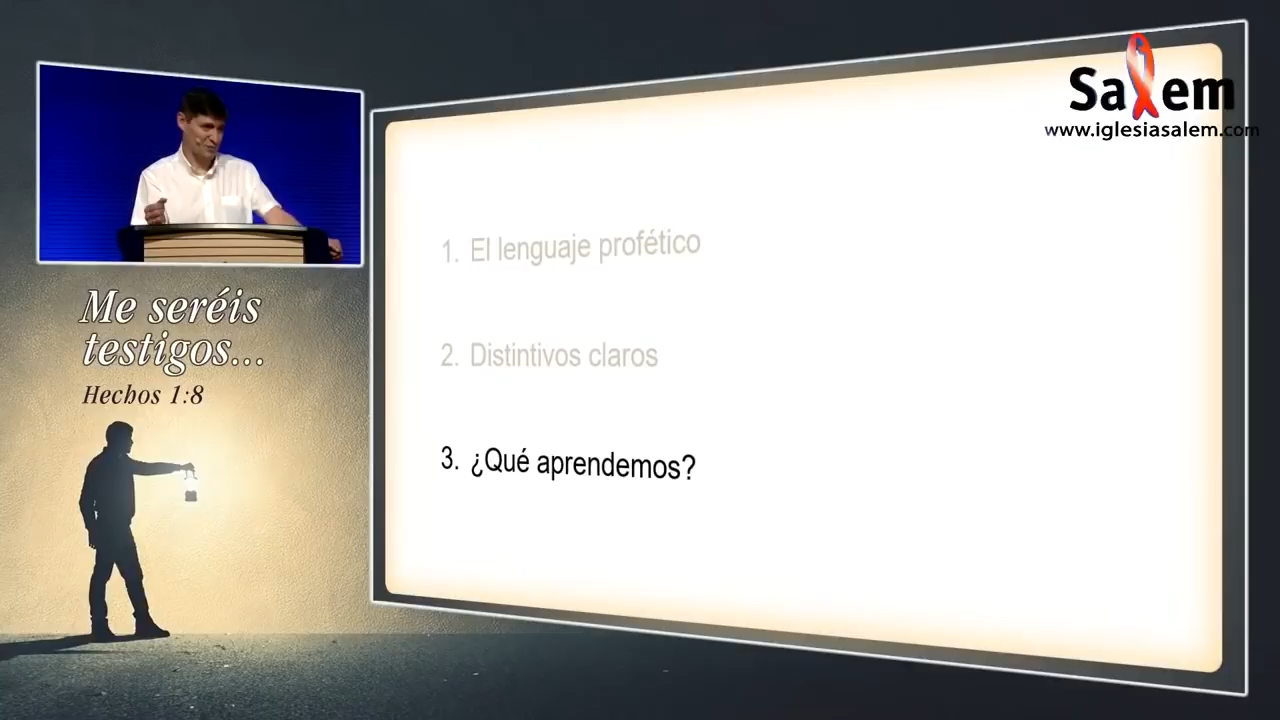 Salem
www.iglesiasalem.com
Me seréis
testigos...
Hechos 1:8
1. El lenguaje profético
2. Distintivos claros
3. ¿Qué aprendemos?